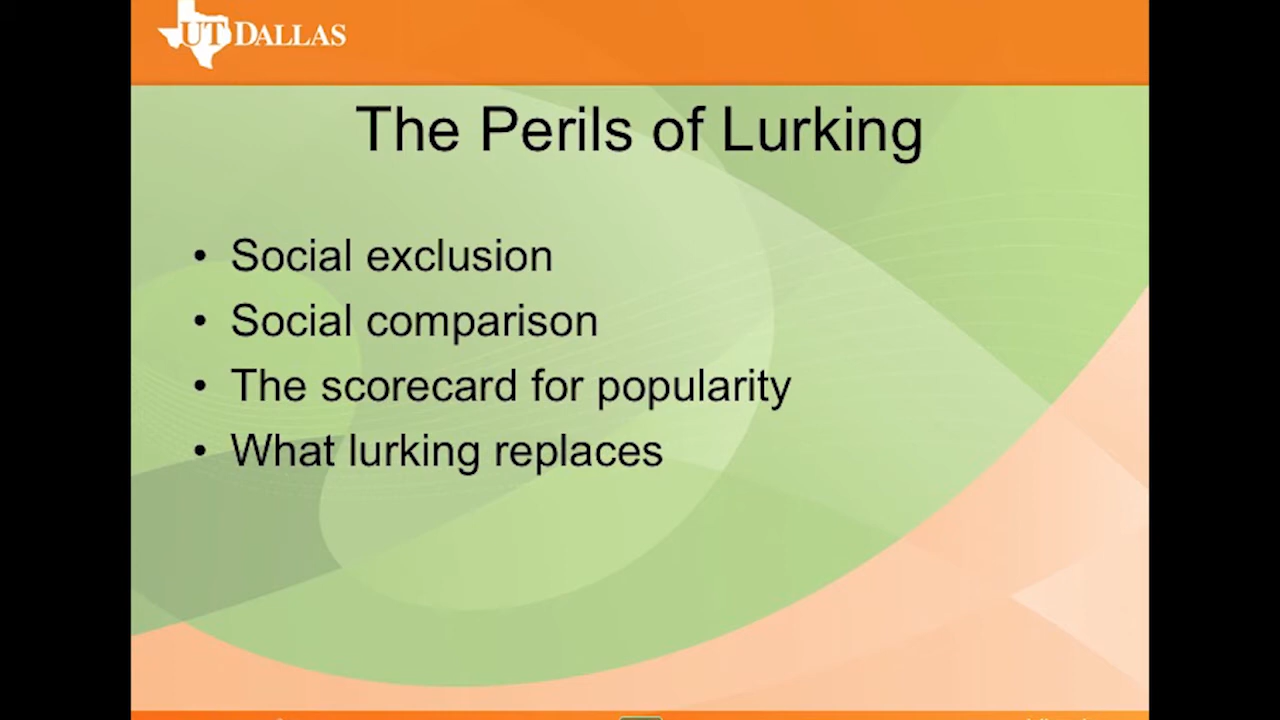 UT DALLAS
The Perils of Lurking
• Social exclusion
• Social comparison
• The scorecard for popularity
• What lurking replaces